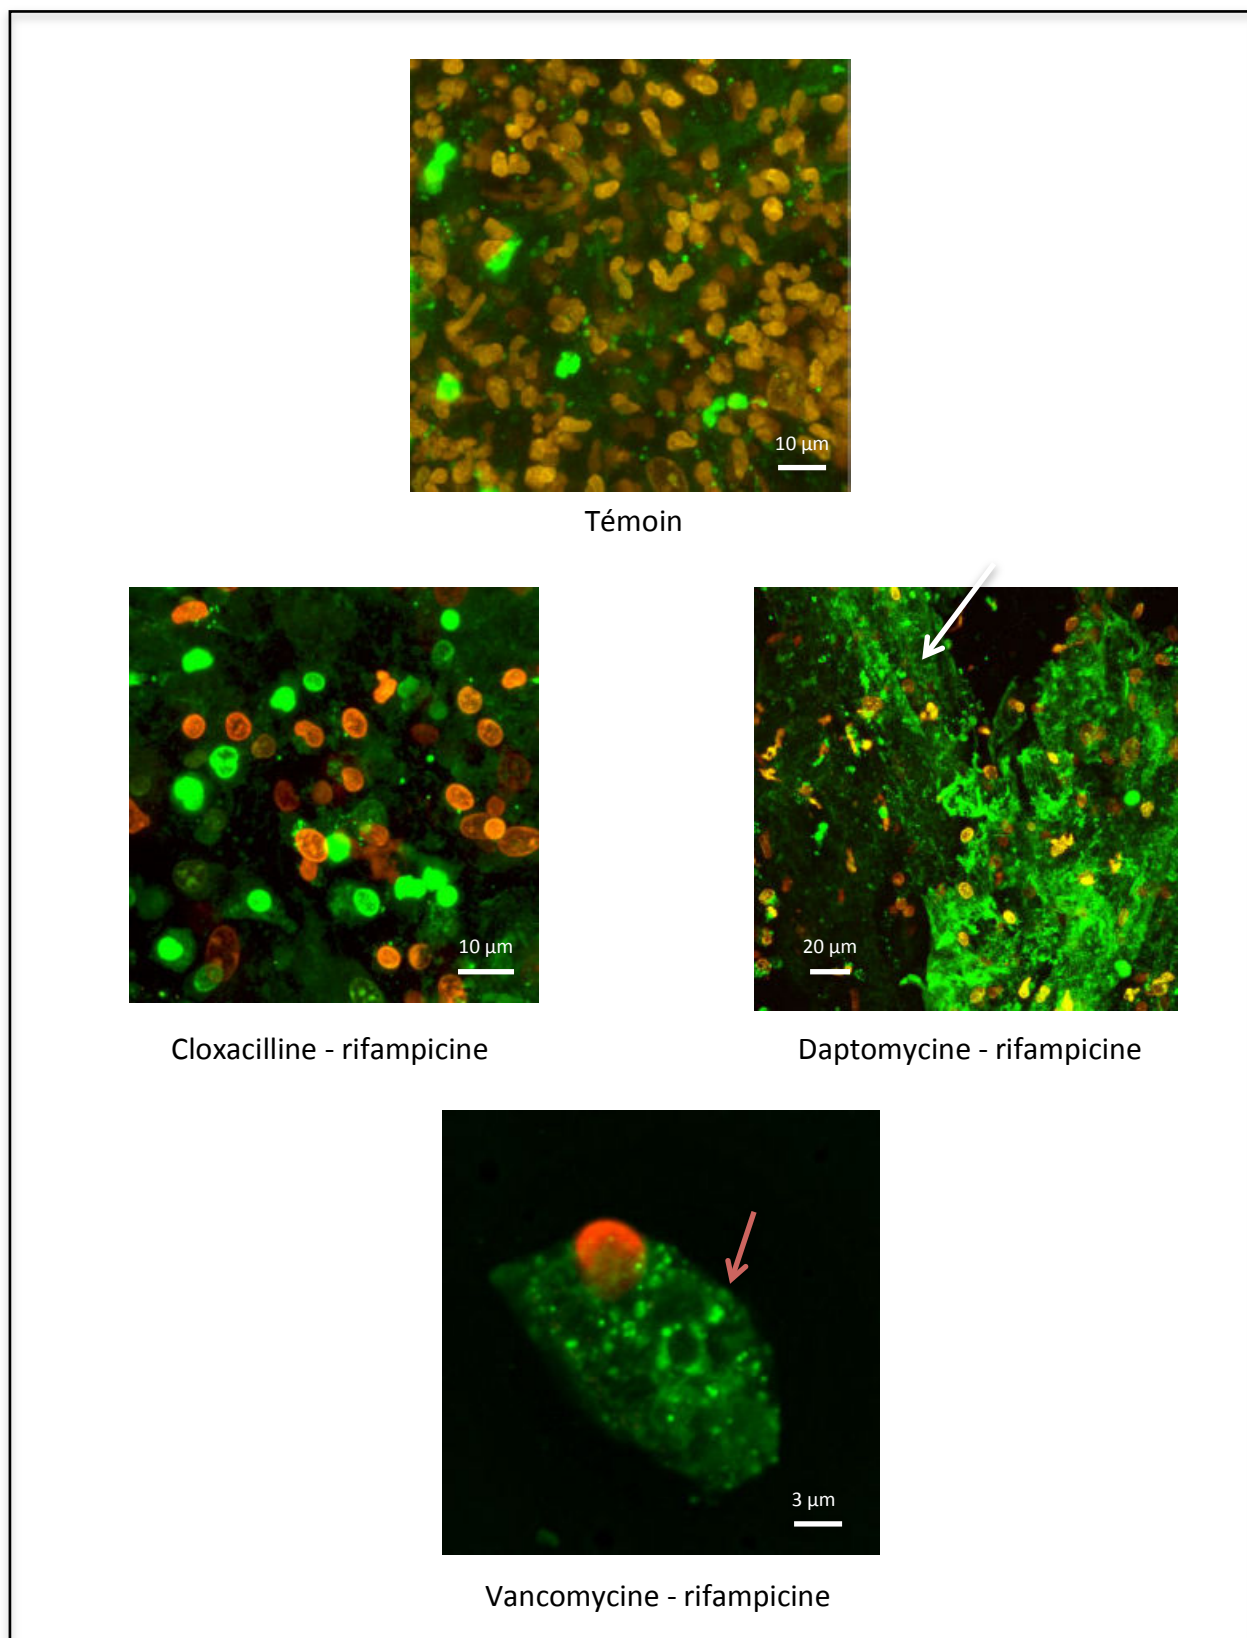 10 µm
Témoin
10 µm
20 µm
Cloxacilline - rifampicine
Daptomycine - rifampicine
3 µm
Vancomycine - rifampicine